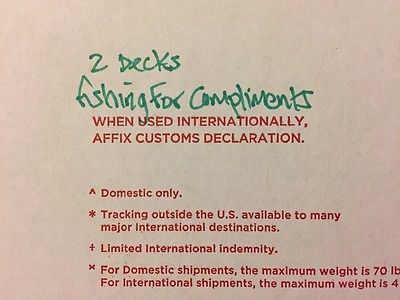 2 Decks
fishing For Compliments
WHEN USED INTERNATIONALLY,
AFFIX CUSTOMS DECLARATION.
^ Domestic only.
* Tracking outside the U.S. available to many
major International destinations.
† Limited International indemnity.
× For Domestic shipments, the maximum weight is 70 lb
For International shipments, the maximum weight is 4